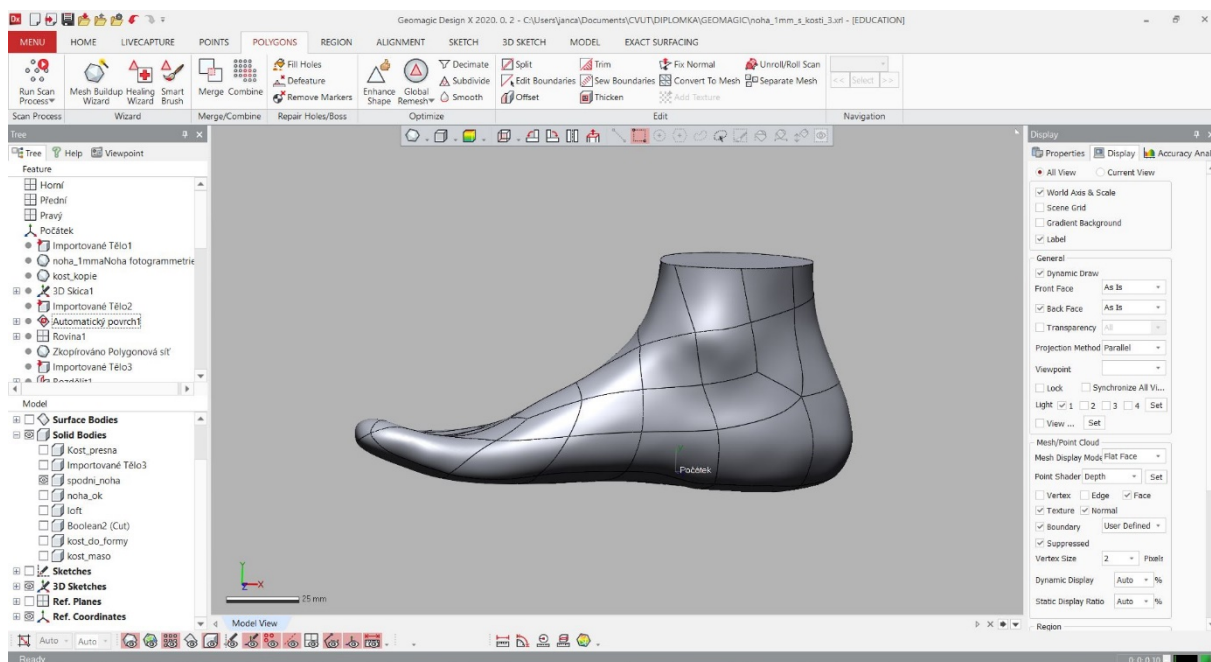 Geomagic Design X 2020. 0. 2 - C:\Users\janca\Documents\CVUT\DIPLOMKA\GEOMAGIC\noha_1mm_s_kosti_3.xrl - [EDUCATION]
MENU HOME LIVECAPTURE POINTS POLYGONS REGION ALIGNMENT SKETCH 3D SKETCH MODEL EXACT SURFACING
Fill Holes Decimate Split Trim Fix Normal Unroll/Roll Scan
Defeature Subdivide Edit Boundaries Sew Boundaries Convert To Mesh Separate Mesh << Select >>
Run Scan Process Mesh Buildup Wizard Healing Wizard Smart Brush Merge Combine Remove Markers Enhance Shape Global Remesh Smooth Offset Thicken Add Texture
Scan Process Wizard Merge/Combine Repair Holes/Boss Optimize Edit Navigation
Tree
Tree Help Viewpoint
Feature
Horní
Přední
Pravý
Počátek
Importované Tělo1
noha_1mmaNoha fotogrammetrie
kost_kopie
3D Skica1
Importované Tělo2
Automatický povrch1
Rovina1
Zkopírováno Polygonová síť
Importované Tělo3
Rozdělit1
Model
Surface Bodies
Solid Bodies
Kost_presna
Importované Tělo3
spodni_noha
noha_ok
loft
Boolean2 (Cut)
kost_do_formy
kost_maso
Sketches
3D Sketches
Ref. Planes
Ref. Coordinates
Počátek
Y
Z X
25 mm
Model View
Display
Properties Display Accuracy Anal
All View Current View
World Axis & Scale
Scene Grid
Gradient Background
Label
General
Dynamic Draw
Front Face As Is
Back Face As Is
Transparency All
Projection Method Parallel
Viewpoint
Lock Synchronize All Vi...
Light 1 2 3 4 Set
View ... Set
Mesh/Point Cloud
Mesh Display Mode Flat Face
Point Shader Depth Set
Vertex Edge Face
Texture Normal
Boundary User Defined
Suppressed
Vertex Size 2 Pixels
Dynamic Display Auto %
Static Display Ratio Auto %
Region
Auto Auto
Ready
0: 0: 0.10